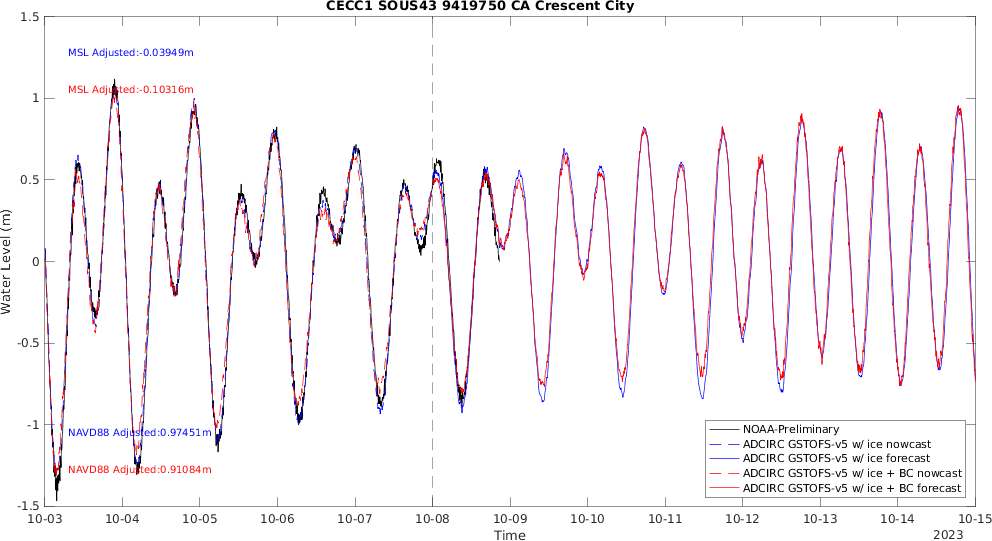 CECC1 SOUS43 9419750 CA Crescent City
1.5
1
0.5
0
-0.5
-1
-1.5
Water Level (m)
MSL Adjusted:-0.03949m
MSL Adjusted:-0.10316m
NAVD88 Adjusted:0.97451m
NAVD88 Adjusted:0.91084m
NOAA-Preliminary
ADCIRC GSTOFS-v5 w/ ice nowcast
ADCIRC GSTOFS-v5 w/ ice forecast
ADCIRC GSTOFS-v5 w/ ice + BC nowcast
ADCIRC GSTOFS-v5 w/ ice + BC forecast
10-03 10-04 10-05 10-06 10-07 10-08 10-09 10-10 10-11 10-12 10-13 10-14 10-15
Time
2023